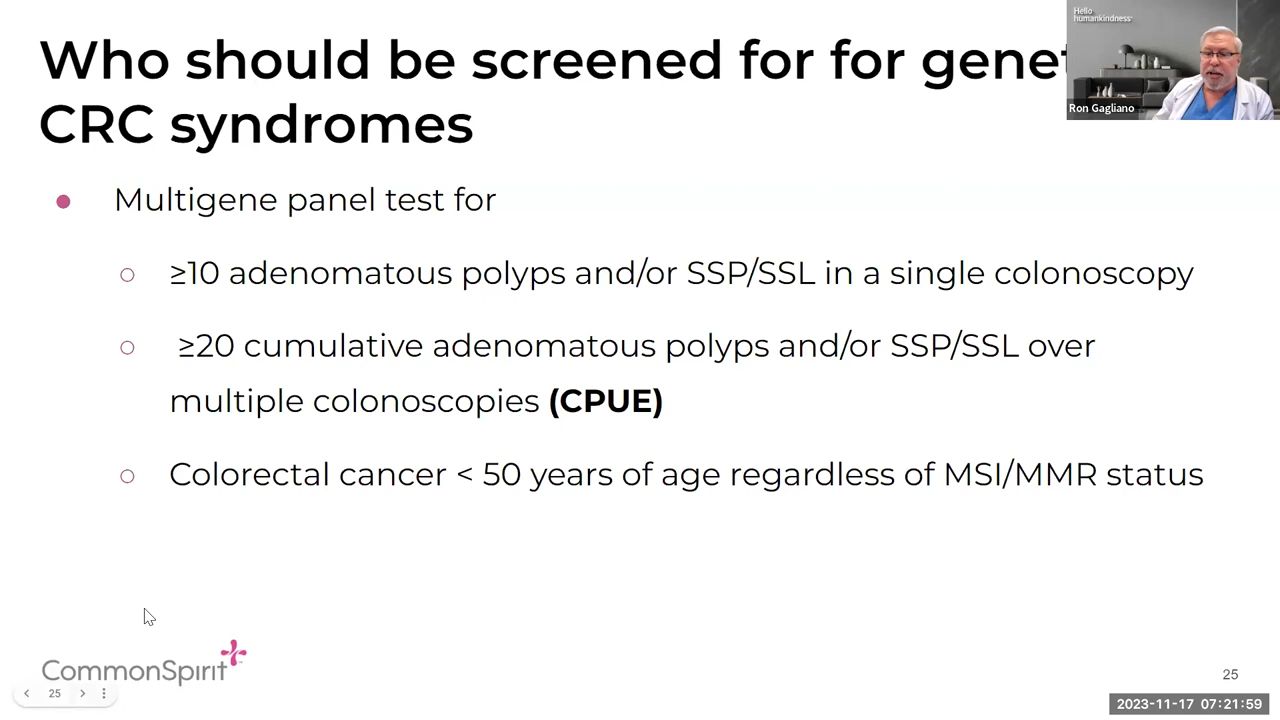 Who should be screened for for genet
CRC syndromes
Hello
humankindness
Ron Gagliano
● Multigene panel test for
○ ≥10 adenomatous polyps and/or SSP/SSL in a single colonoscopy
○ ≥20 cumulative adenomatous polyps and/or SSP/SSL over
multiple colonoscopies (CPUE)
○ Colorectal cancer < 50 years of age regardless of MSI/MMR status
CommonSpirit
25
25
2023-11-17 07:21:59